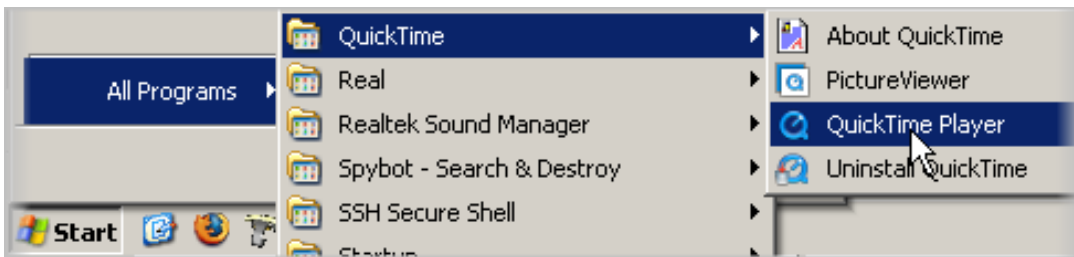 All Programs
Start
QuickTime
Real
Realtek Sound Manager
Spybot - Search & Destroy
SSH Secure Shell
Startup
About QuickTime
PictureViewer
QuickTime Player
Uninstall QuickTime